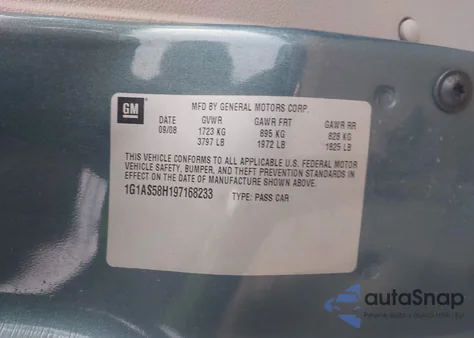 GM
MFD BY GENERAL MOTORS CORP.
DATE GVWR GAWR FRT GAWR RR
09/08 1723 KG 895 KG 828 KG
3797 LB 1972 LB 1825 LB
THIS VEHICLE CONFORMS TO ALL APPLICABLE U.S. FEDERAL MOTOR
VEHICLE SAFETY, BUMPER, AND THEFT PREVENTION STANDARDS IN
EFFECT ON THE DATE OF MANUFACTURE SHOWN ABOVE.
1G1AS58H197168233 TYPE: PASS CAR
autoSnap